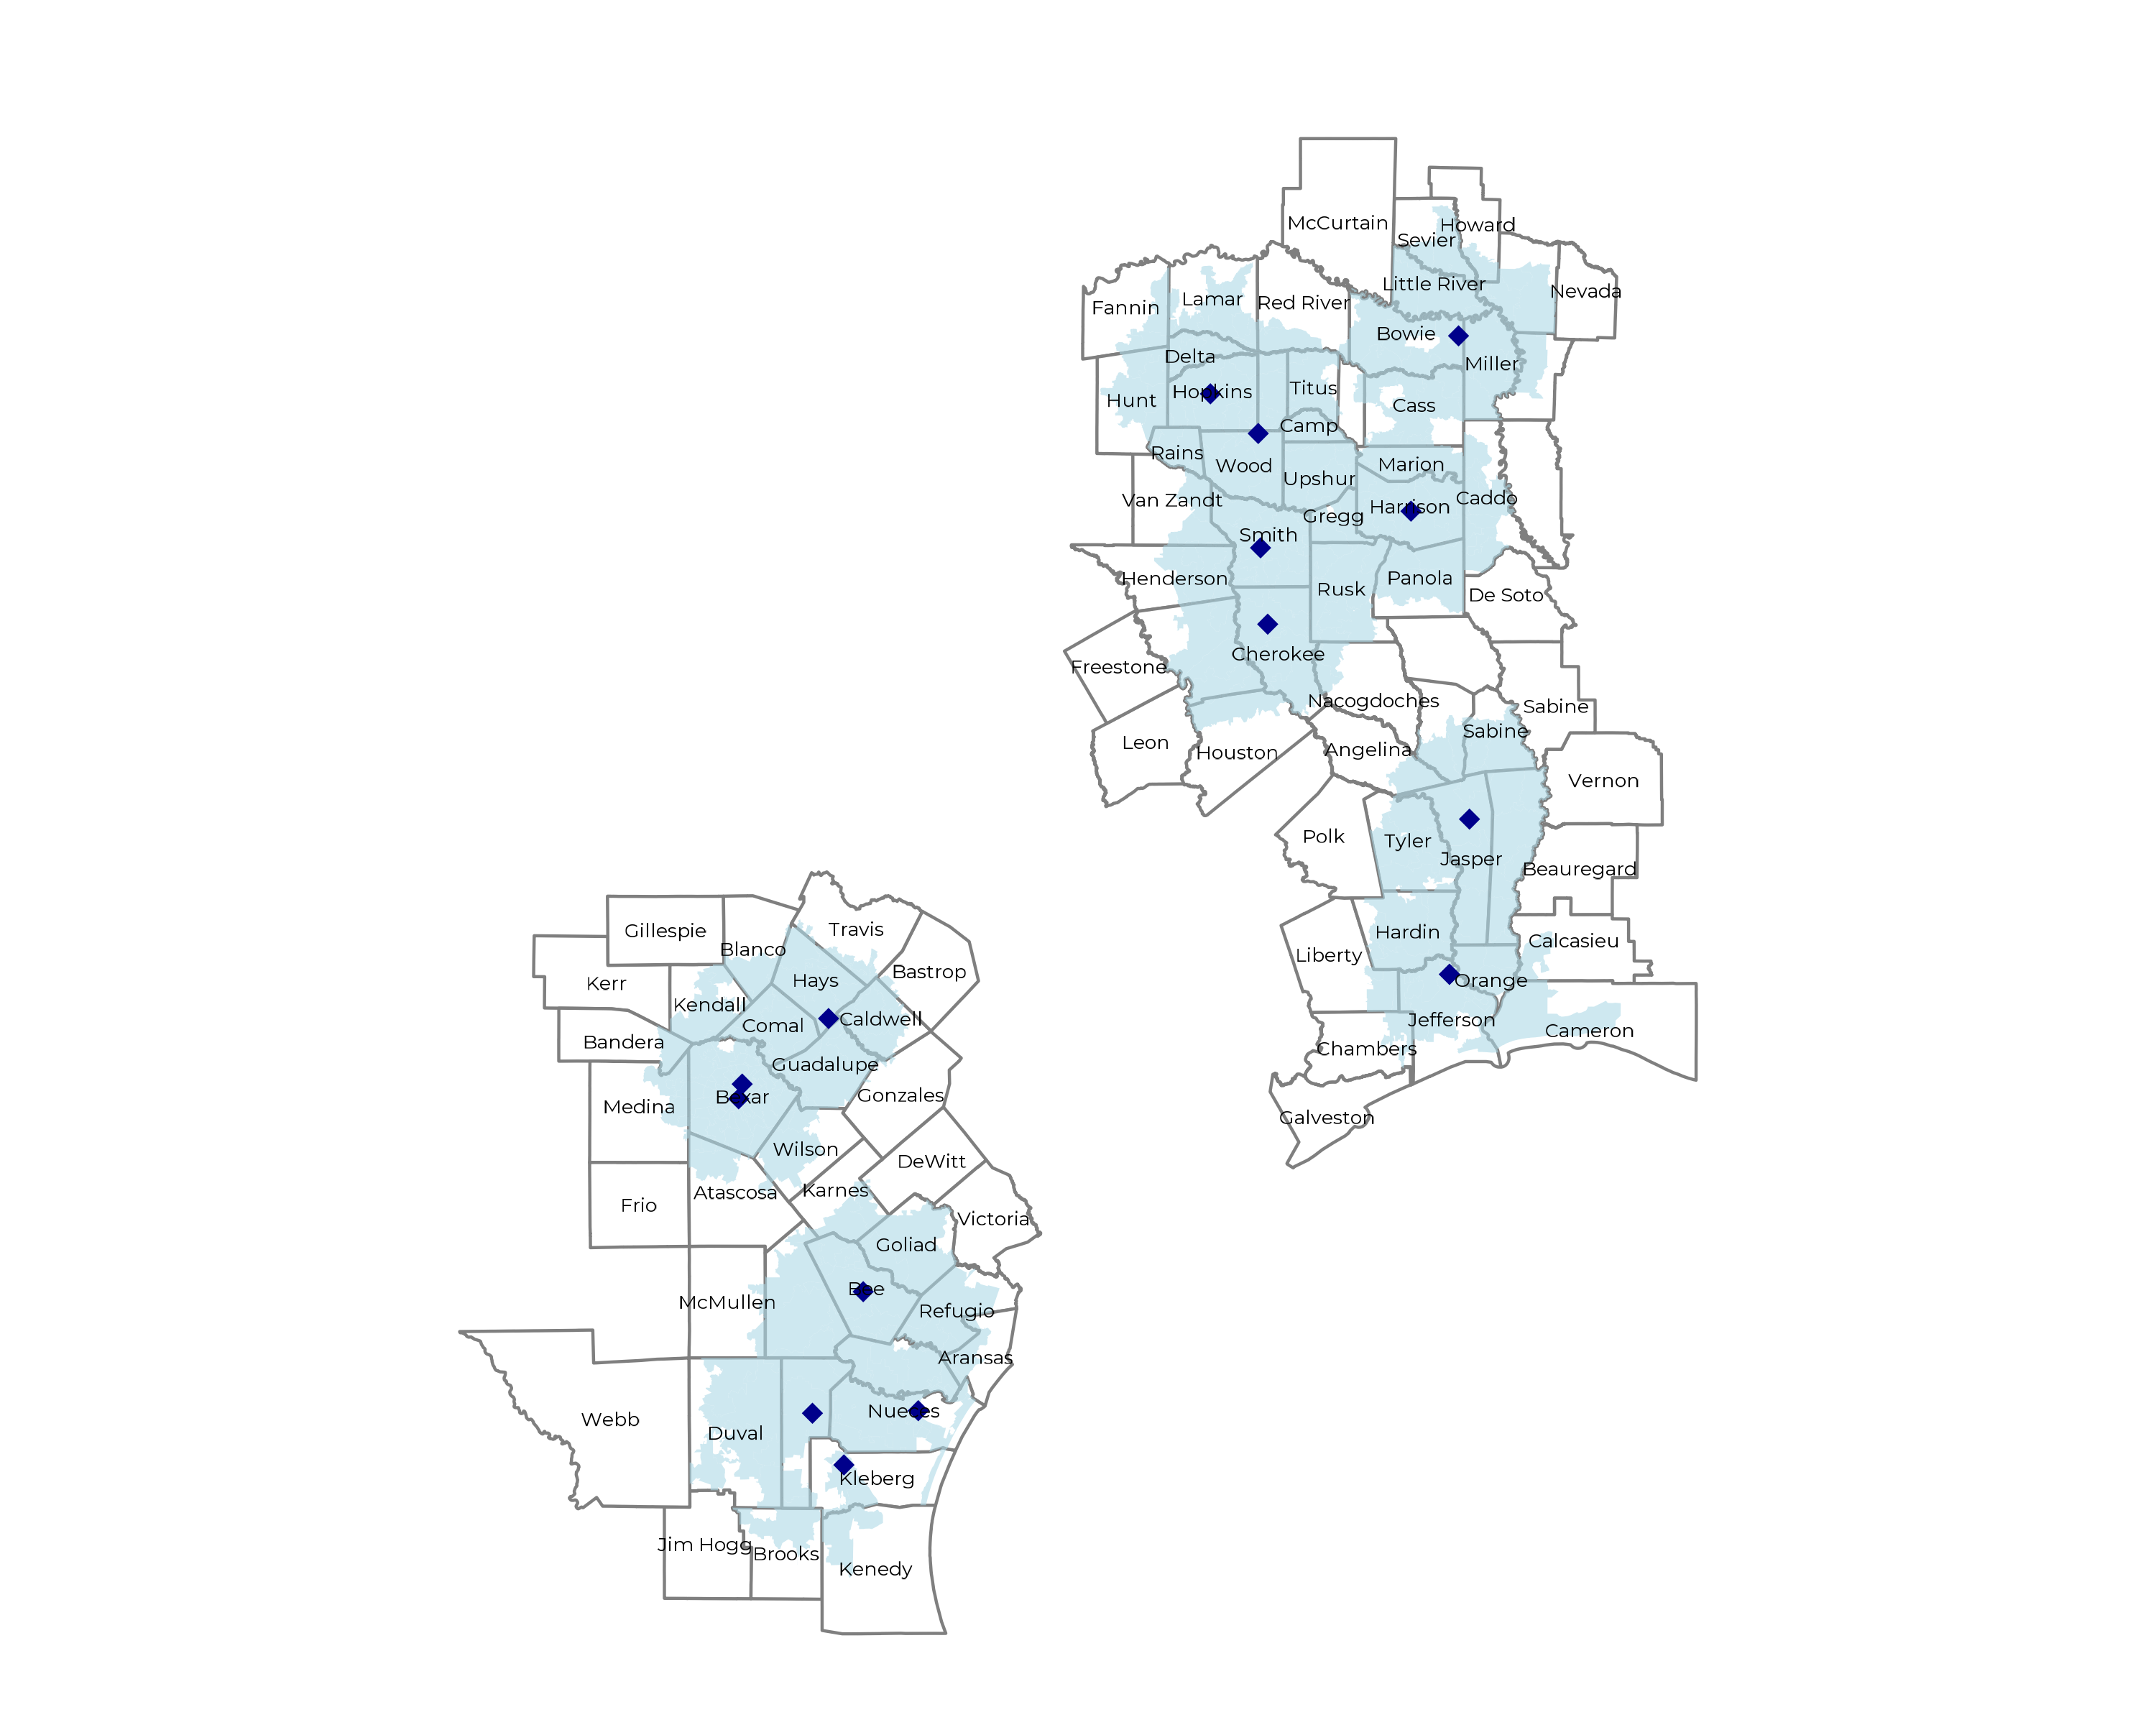 McCurtain
Howard
Sevier
Little River
Nevada
Fannin
Lamar
Red River
Bowie
Miller
Delta
Hopkins
Titus
Hunt
Cass
Camp
Rains
Wood
Marion
Upshur
Van Zandt
Caddo
Harrison
Gregg
Smith
Henderson
Panola
Rusk
De Soto
Cherokee
Freestone
Nacogdoches
Sabine
Sabine
Leon
Houston
Angelina
Vernon
Polk
Tyler
Jasper
Beauregard
Hardin
Calcasieu
Liberty
Orange
Jefferson
Cameron
Chambers
Galveston
Travis
Gillespie
Blanco
Bastrop
Hays
Kerr
Kendall
Caldwell
Comal
Bandera
Guadalupe
Gonzales
Bexar
Medina
Wilson
DeWitt
Karnes
Atascosa
Frio
Victoria
Goliad
Bee
McMullen
Refugio
Aransas
Nueces
Webb
Duval
Kleberg
Jim Hogg
Brooks
Kenedy